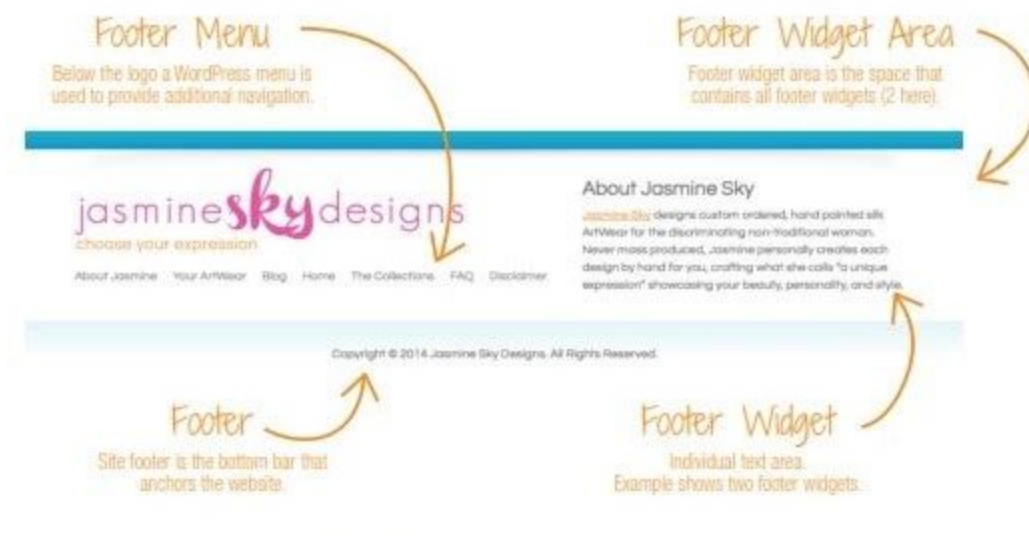 Footer Menu
Below the logo a WordPress menu is
used to provide additional navigation.
Footer Widget Area
Footer widget area is the space that
contains all footer widgets (2 here).
jasmineskydesigns
choose your expression
About Jasmine Your ArtWear Blog Home The Collections FAQ Disclaimer
About Jasmine Sky
Jasmine Sky designs custom ordered, hand painted silk
ArtWear for the discriminating non-traditional woman.
Never mass produced, Jasmine personally creates each
design by hand for you, crafting what she calls "a unique
expression" showcasing your beauty, personality, and style.
Copyright © 2014 Jasmine Sky Designs. All Rights Reserved.
Footer
Site footer is the bottom bar that
anchors the website.
Footer Widget
Individual text area.
Example shows two footer widgets.